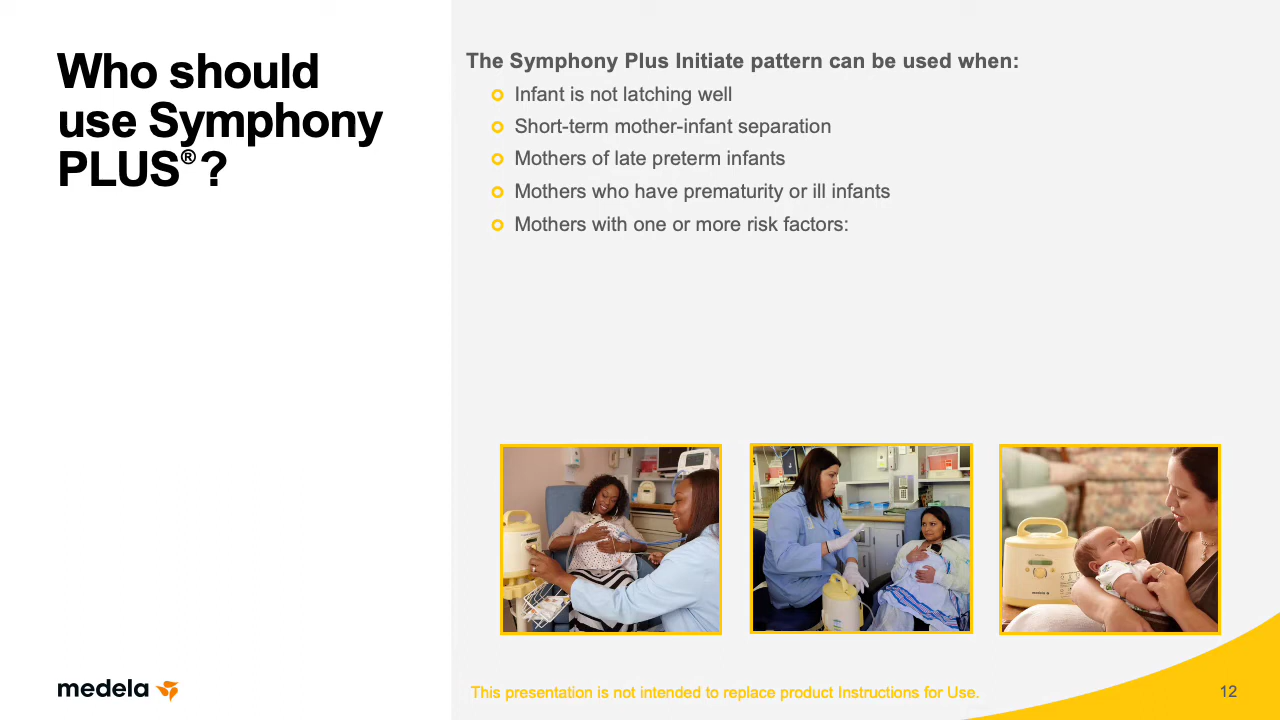 Who should
use Symphony
PLUS®?
The Symphony Plus Initiate pattern can be used when:
Infant is not latching well
Short-term mother-infant separation
Mothers of late preterm infants
Mothers who have prematurity or ill infants
Mothers with one or more risk factors:
medela
medela
This presentation is not intended to replace product Instructions for Use.
12